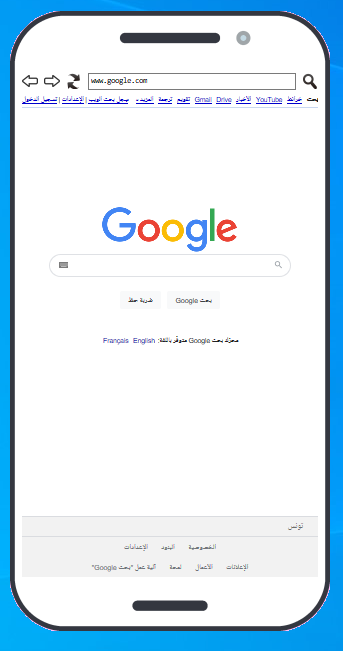 www.google.com
بحث خرائط YouTube الأخبار Drive Gmail تقويم ترجمة المزيد » سِجل بحث الويب | الإعدادات | تسجيل الدخول
Google
بحث Google ضربة حظ
محرّك بحث Google متوفّر باللغة: English Français
تونس
الخصوصية البنود الإعدادات
الإعلانات الأعمال لمحة آلية عمل "بحث Google"